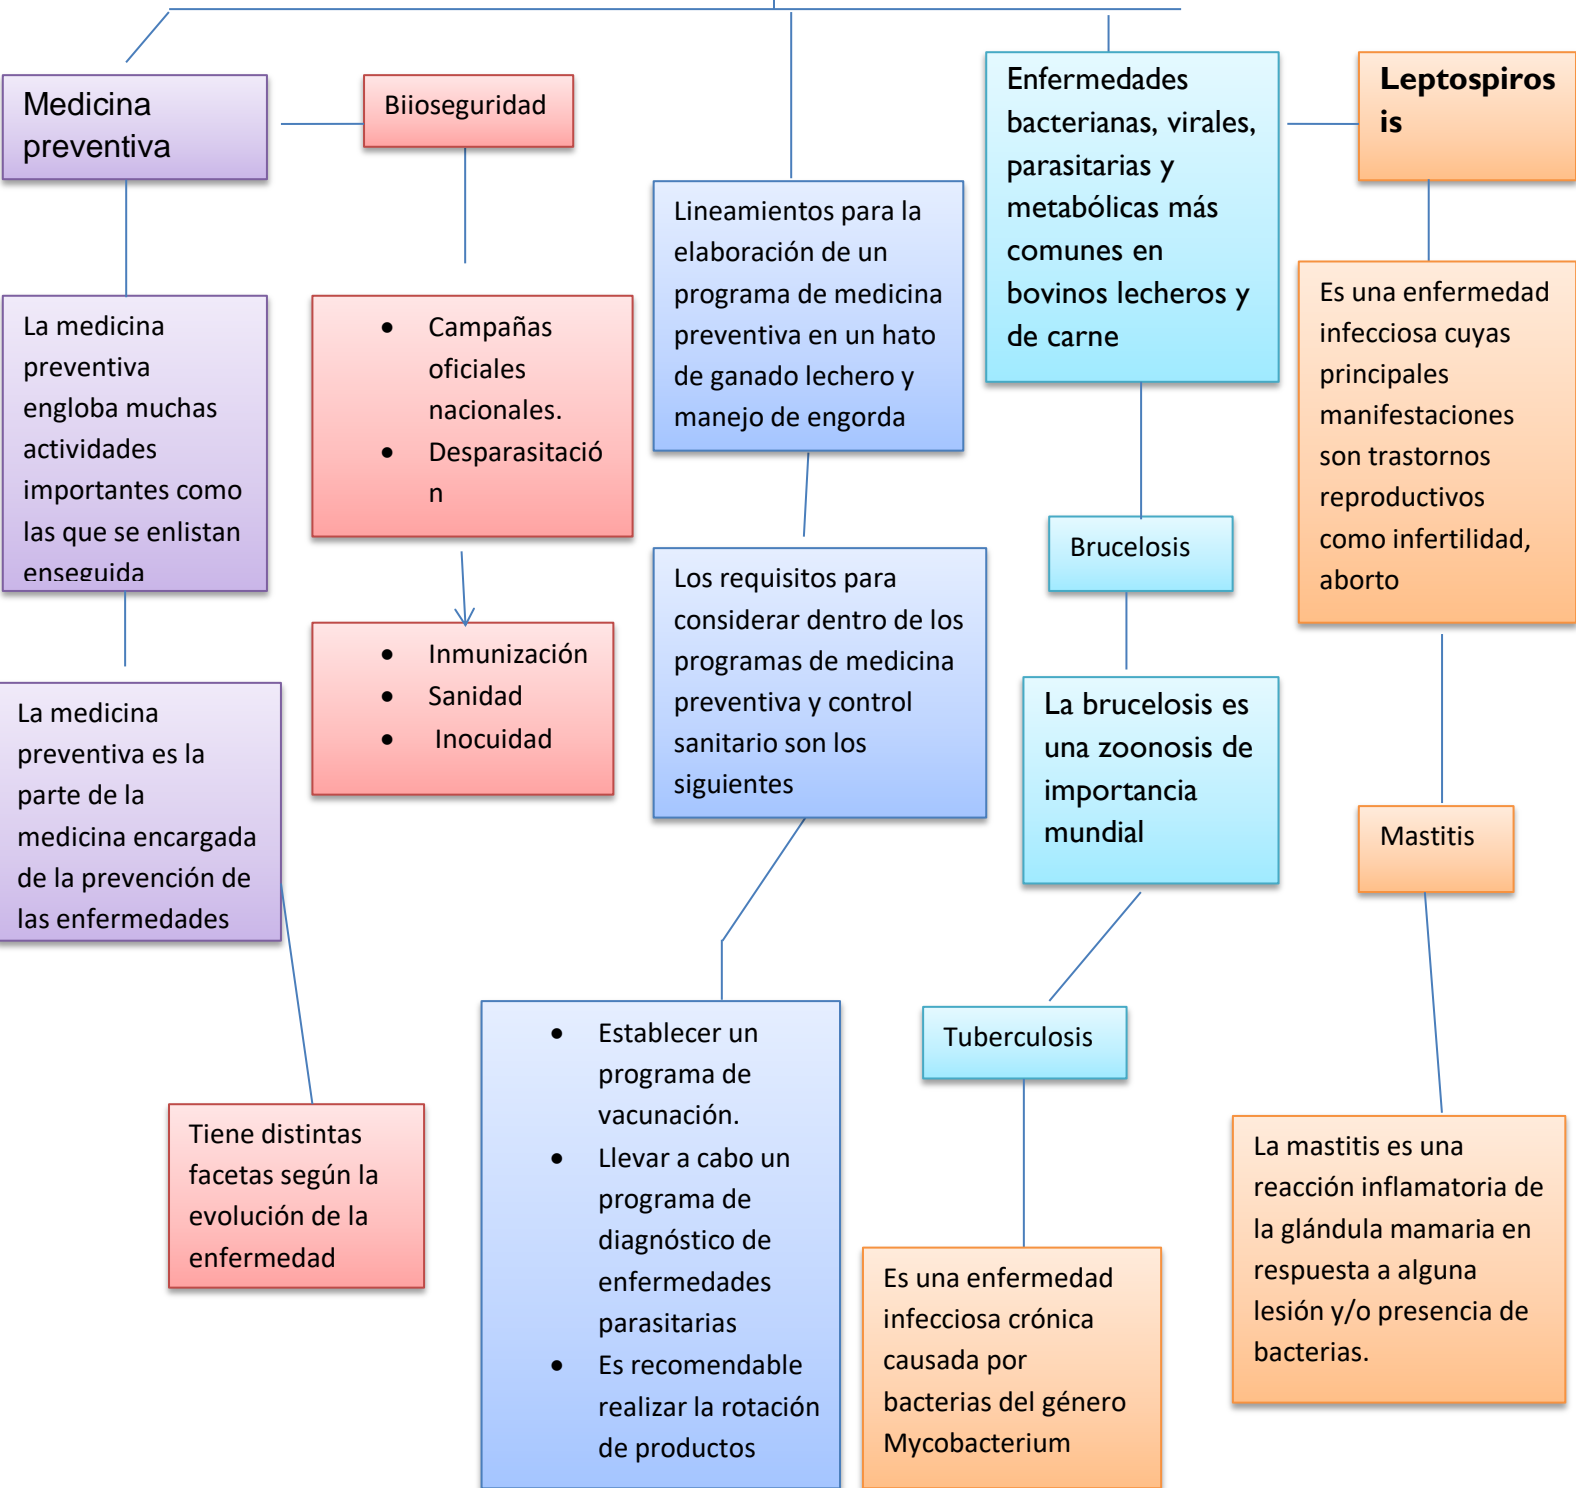 Medicina
preventiva
Biioseguridad
Enfermedades
bacterianas, virales,
parasitarias y
metabólicas más
comunes en
bovinos lecheros y
de carne
Leptospiros
is
Lineamientos para la
elaboración de un
programa de medicina
preventiva en un hato
de ganado lechero y
manejo de engorda
La medicina
preventiva
engloba muchas
actividades
importantes como
las que se enlistan
enseguida
• Campañas
oficiales
nacionales.
• Desparasitació
n
Es una enfermedad
infecciosa cuyas
principales
manifestaciones
son trastornos
reproductivos
como infertilidad,
aborto
Brucelosis
Los requisitos para
considerar dentro de los
programas de medicina
preventiva y control
sanitario son los
siguientes
• Inmunización
• Sanidad
• Inocuidad
La medicina
preventiva es la
parte de la
medicina encargada
de la prevención de
las enfermedades
La brucelosis es
una zoonosis de
importancia
mundial
Mastitis
• Establecer un
programa de
vacunación.
• Llevar a cabo un
programa de
diagnóstico de
enfermedades
parasitarias
• Es recomendable
realizar la rotación
de productos
Tuberculosis
Tiene distintas
facetas según la
evolución de la
enfermedad
La mastitis es una
reacción inflamatoria de
la glándula mamaria en
respuesta a alguna
lesión y/o presencia de
bacterias.
Es una enfermedad
infecciosa crónica
causada por
bacterias del género
Mycobacterium